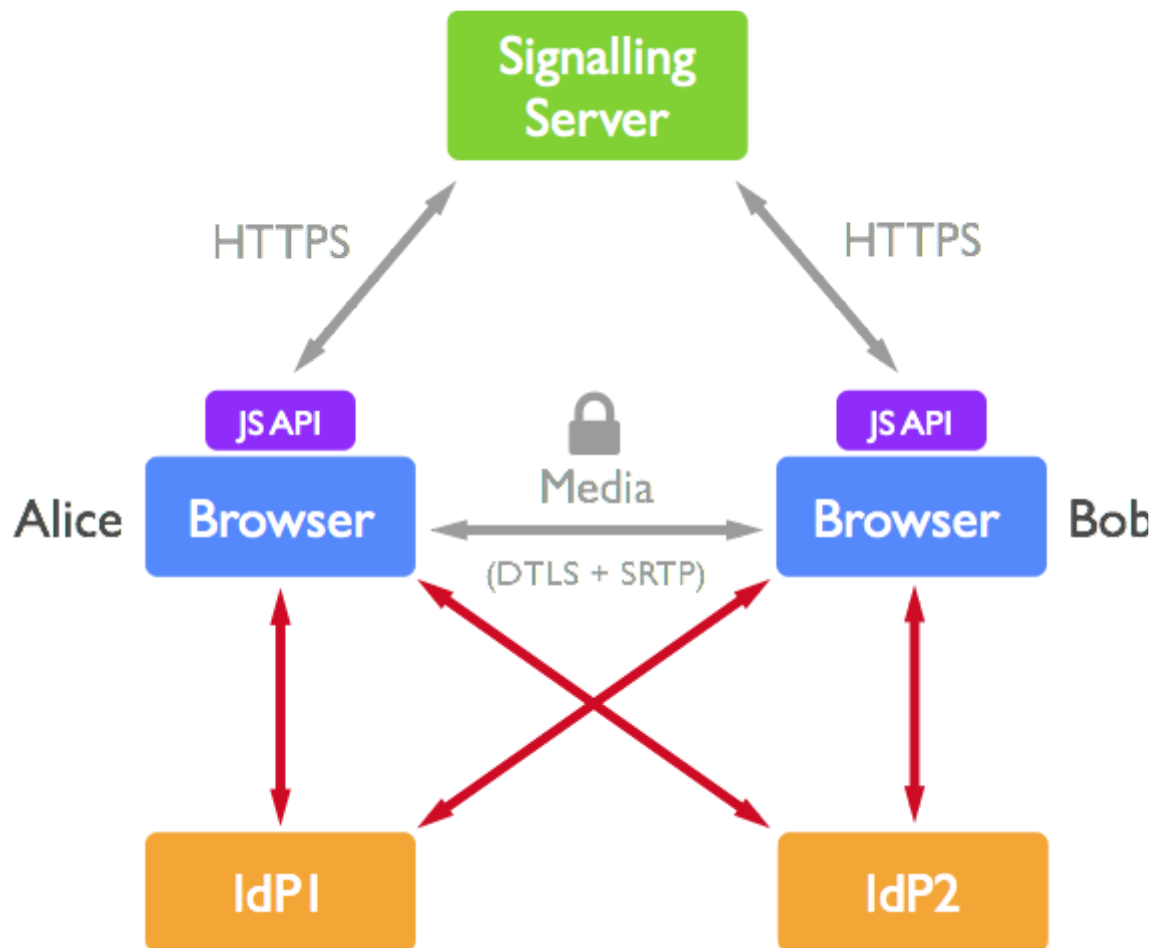 Signalling
Server
HTTPS
HTTPS
JS API
JS API
Media
Alice
Browser
Browser
Bob
(DTLS + SRTP)
IdP1
IdP2